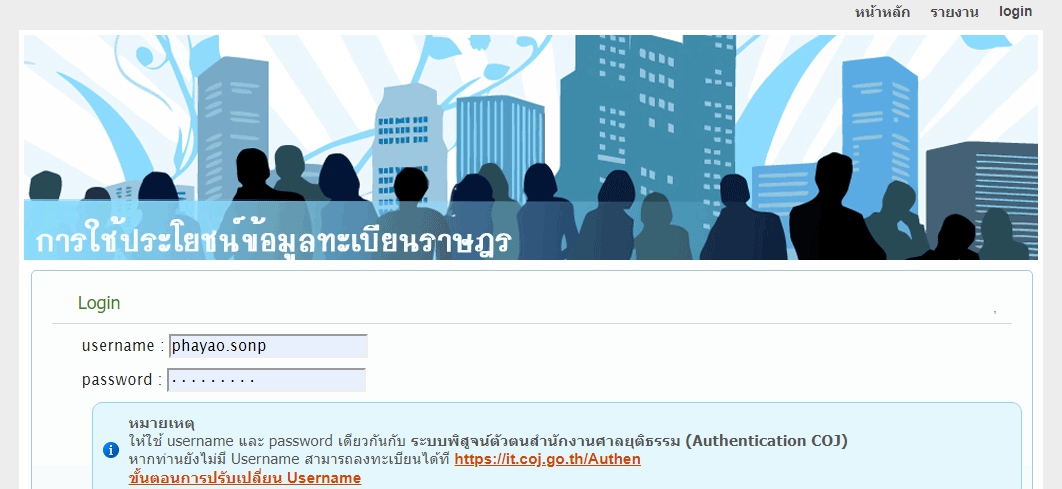 หน้าหลัก รายงาน login
การใช้ประโยชน์ข้อมูลทะเบียนราษฎร
Login
username : phayao.sonp
password : ·········
หมายเหตุ
ให้ใช้ username และ password เดียวกันกับ ระบบพิสูจน์ตัวตนสำนักงานศาลยุติธรรม (Authentication COJ)
หากท่านยังไม่มี Username สามารถลงทะเบียนได้ที่ https://it.coj.go.th/Authen
ขั้นตอนการปรับเปลี่ยน Username